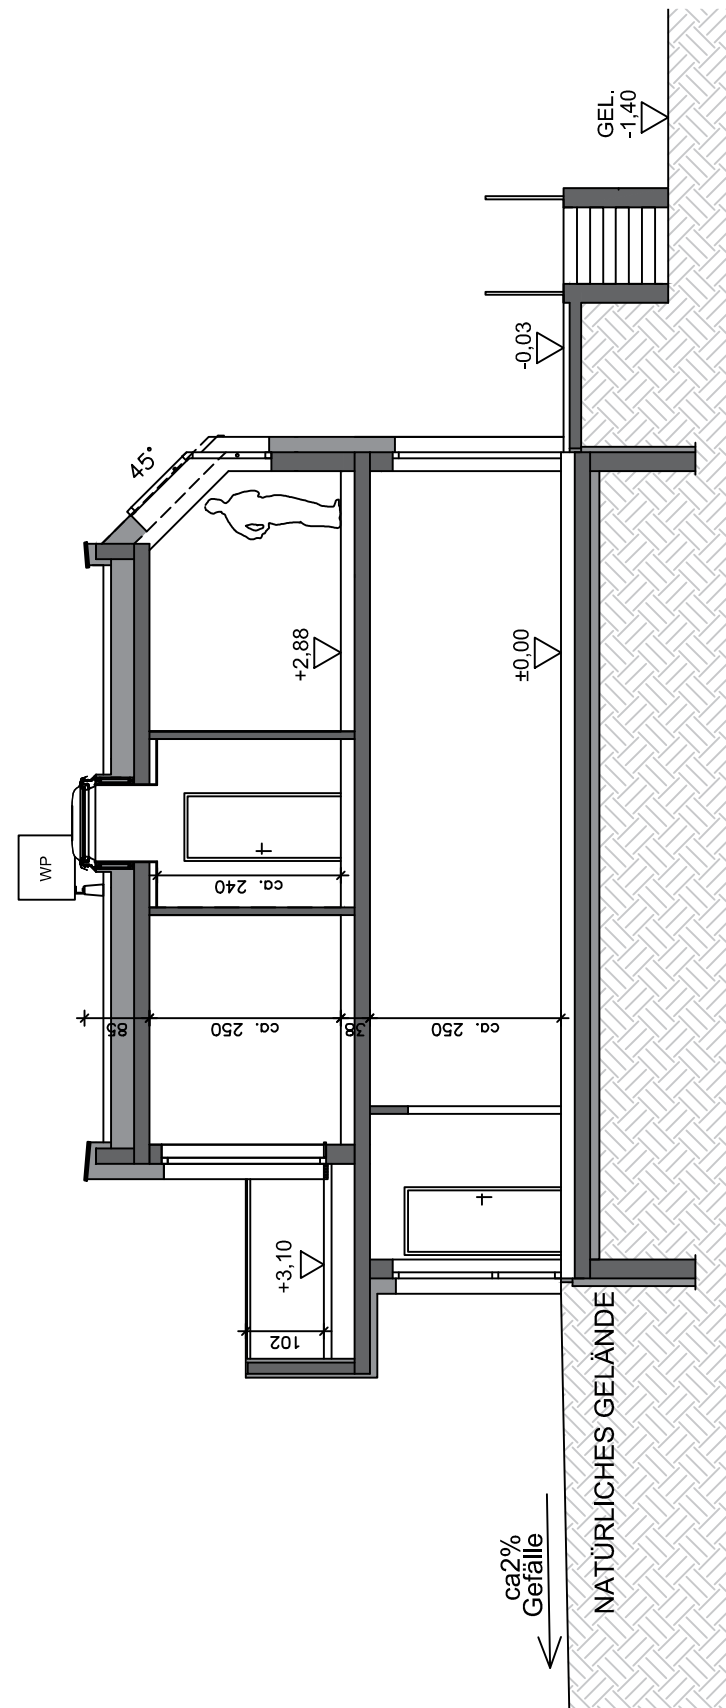 GEL.
-1,40
-0,03
45°
+2,88
±0,00
WP
ca. 240
85
ca. 250
38
ca. 250
+3,10
102
ca2%
Gefälle
NATÜRLICHES GELÄNDE